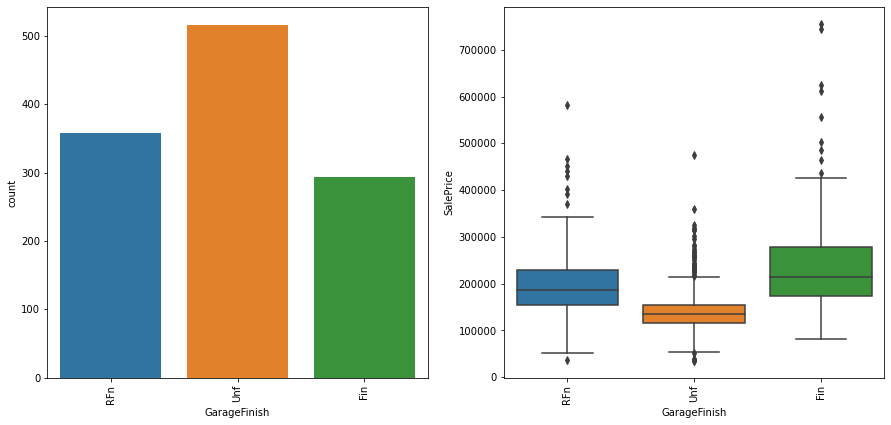 500
400
300
200
100
0
count
RFn
Unf
Fin
GarageFinish
700000
600000
500000
400000
300000
200000
100000
0
SalePrice
RFn
Unf
Fin
GarageFinish